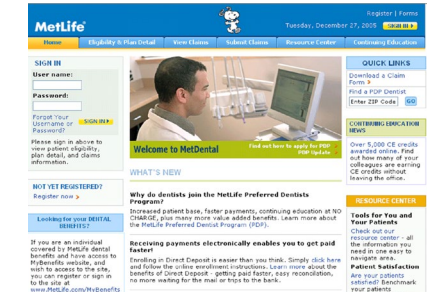 Register | Forms
MetLife®
Tuesday, December 27, 2005 SIGN IN
Home Eligibility & Plan Detail View Claims Submit Claims Resource Center Continuing Education
SIGN IN
User name:
Password:
Forgot Your
Username or
Password?
SIGN IN
Please sign in above to
view patient eligibility,
plan detail, and claims
information.
NOT YET REGISTERED?
Register now
Looking for your DENTAL
BENEFITS?
If you are an individual
covered by MetLife dental
benefits and have access to
MyBenefits website, and
wish to access to the site,
you can register or sign in
to the site at
www.MetLife.com/MyBenefits
Welcome to MetDental
Find out here to apply for PDP
PDP Update
WHAT'S NEW
Why do dentists join the MetLife Preferred Dentists
Program?
Increased patient base, faster payments, continuing education at NO
CHARGE, plus many more value added benefits. Learn more about
the MetLife Preferred Dentist Program (PDP).
Receiving payments electronically enables you to get paid
faster!
Enrolling in Direct Deposit is easier than you think. Simply click here
and follow the online enrollment instructions. Learn more about the
benefits of Direct Deposit - getting paid faster, easy reconciliation,
no more waiting for the mail or trips to the bank.
QUICK LINKS
Download a Claim
Form
Find a PDP Dentist
Enter ZIP Code GO
CONTINUING EDUCATION
NEWS
Over 5,000 CE credits
awarded online. Find
out how many of your
colleagues are earning
CE credits without
leaving the office.
RESOURCE CENTER
Tools for You and
Your Patients
Check out our
resource center - all
the information you
need in one easy to
navigate area.
Patient Satisfaction
Are your patients
satisfied? Benchmark
your patients